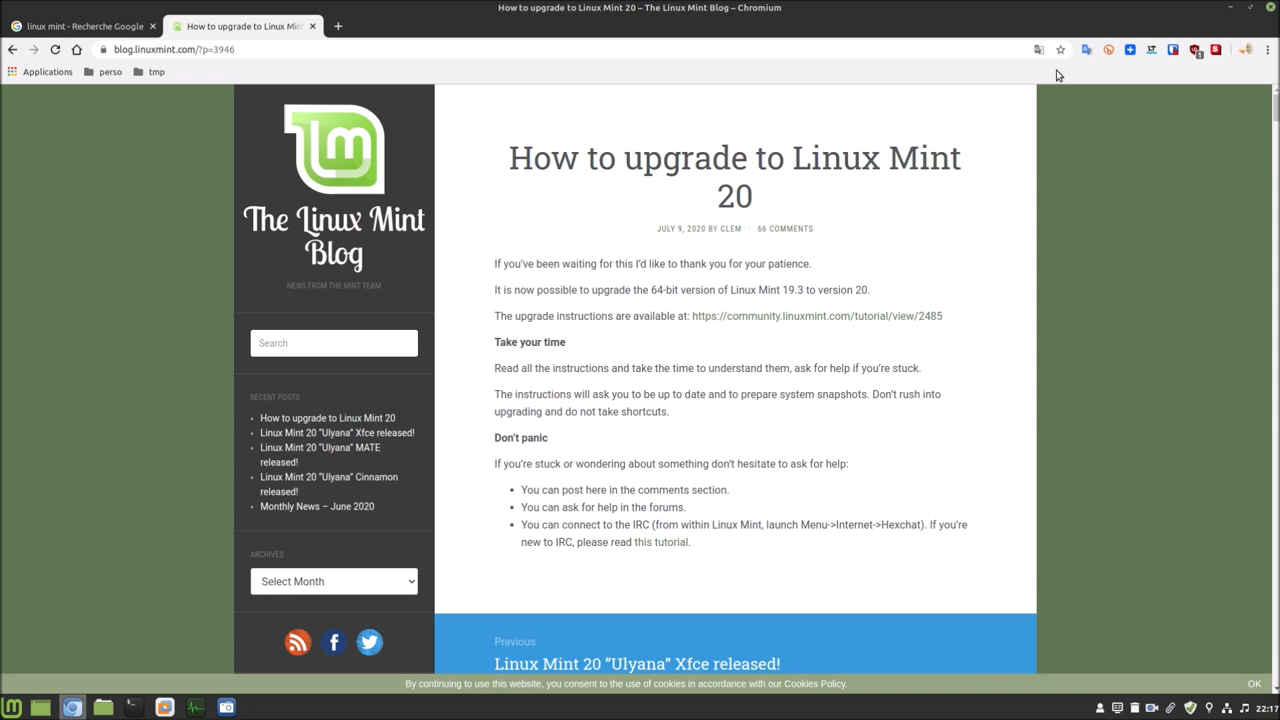 How to upgrade to Linux Mint 20 – The Linux Mint Blog – Chromium
linux mint - Recherche Google
How to upgrade to Linux Min
blog.linuxmint.com/?p=3946
Applications
perso
tmp
lm
The Linux Mint
Blog
NEWS FROM THE MINT TEAM
Search
RECENT POSTS
How to upgrade to Linux Mint 20
Linux Mint 20 “Ulyana” Xfce released!
Linux Mint 20 “Ulyana” MATE
released!
Linux Mint 20 “Ulyana” Cinnamon
released!
Monthly News – June 2020
ARCHIVES
Select Month
How to upgrade to Linux Mint
20
JULY 9, 2020 BY CLEM · 66 COMMENTS
If you’ve been waiting for this I’d like to thank you for your patience.
It is now possible to upgrade the 64-bit version of Linux Mint 19.3 to version 20.
The upgrade instructions are available at: https://community.linuxmint.com/tutorial/view/2485
Take your time
Read all the instructions and take the time to understand them, ask for help if you’re stuck.
The instructions will ask you to be up to date and to prepare system snapshots. Don’t rush into
upgrading and do not take shortcuts.
Don’t panic
If you’re stuck or wondering about something don’t hesitate to ask for help:
• You can post here in the comments section.
• You can ask for help in the forums.
• You can connect to the IRC (from within Linux Mint, launch Menu->Internet->Hexchat). If you’re
new to IRC, please read this tutorial.
Previous
Linux Mint 20 “Ulyana” Xfce released!
By continuing to use this website, you consent to the use of cookies in accordance with our Cookies Policy.
OK
22:17